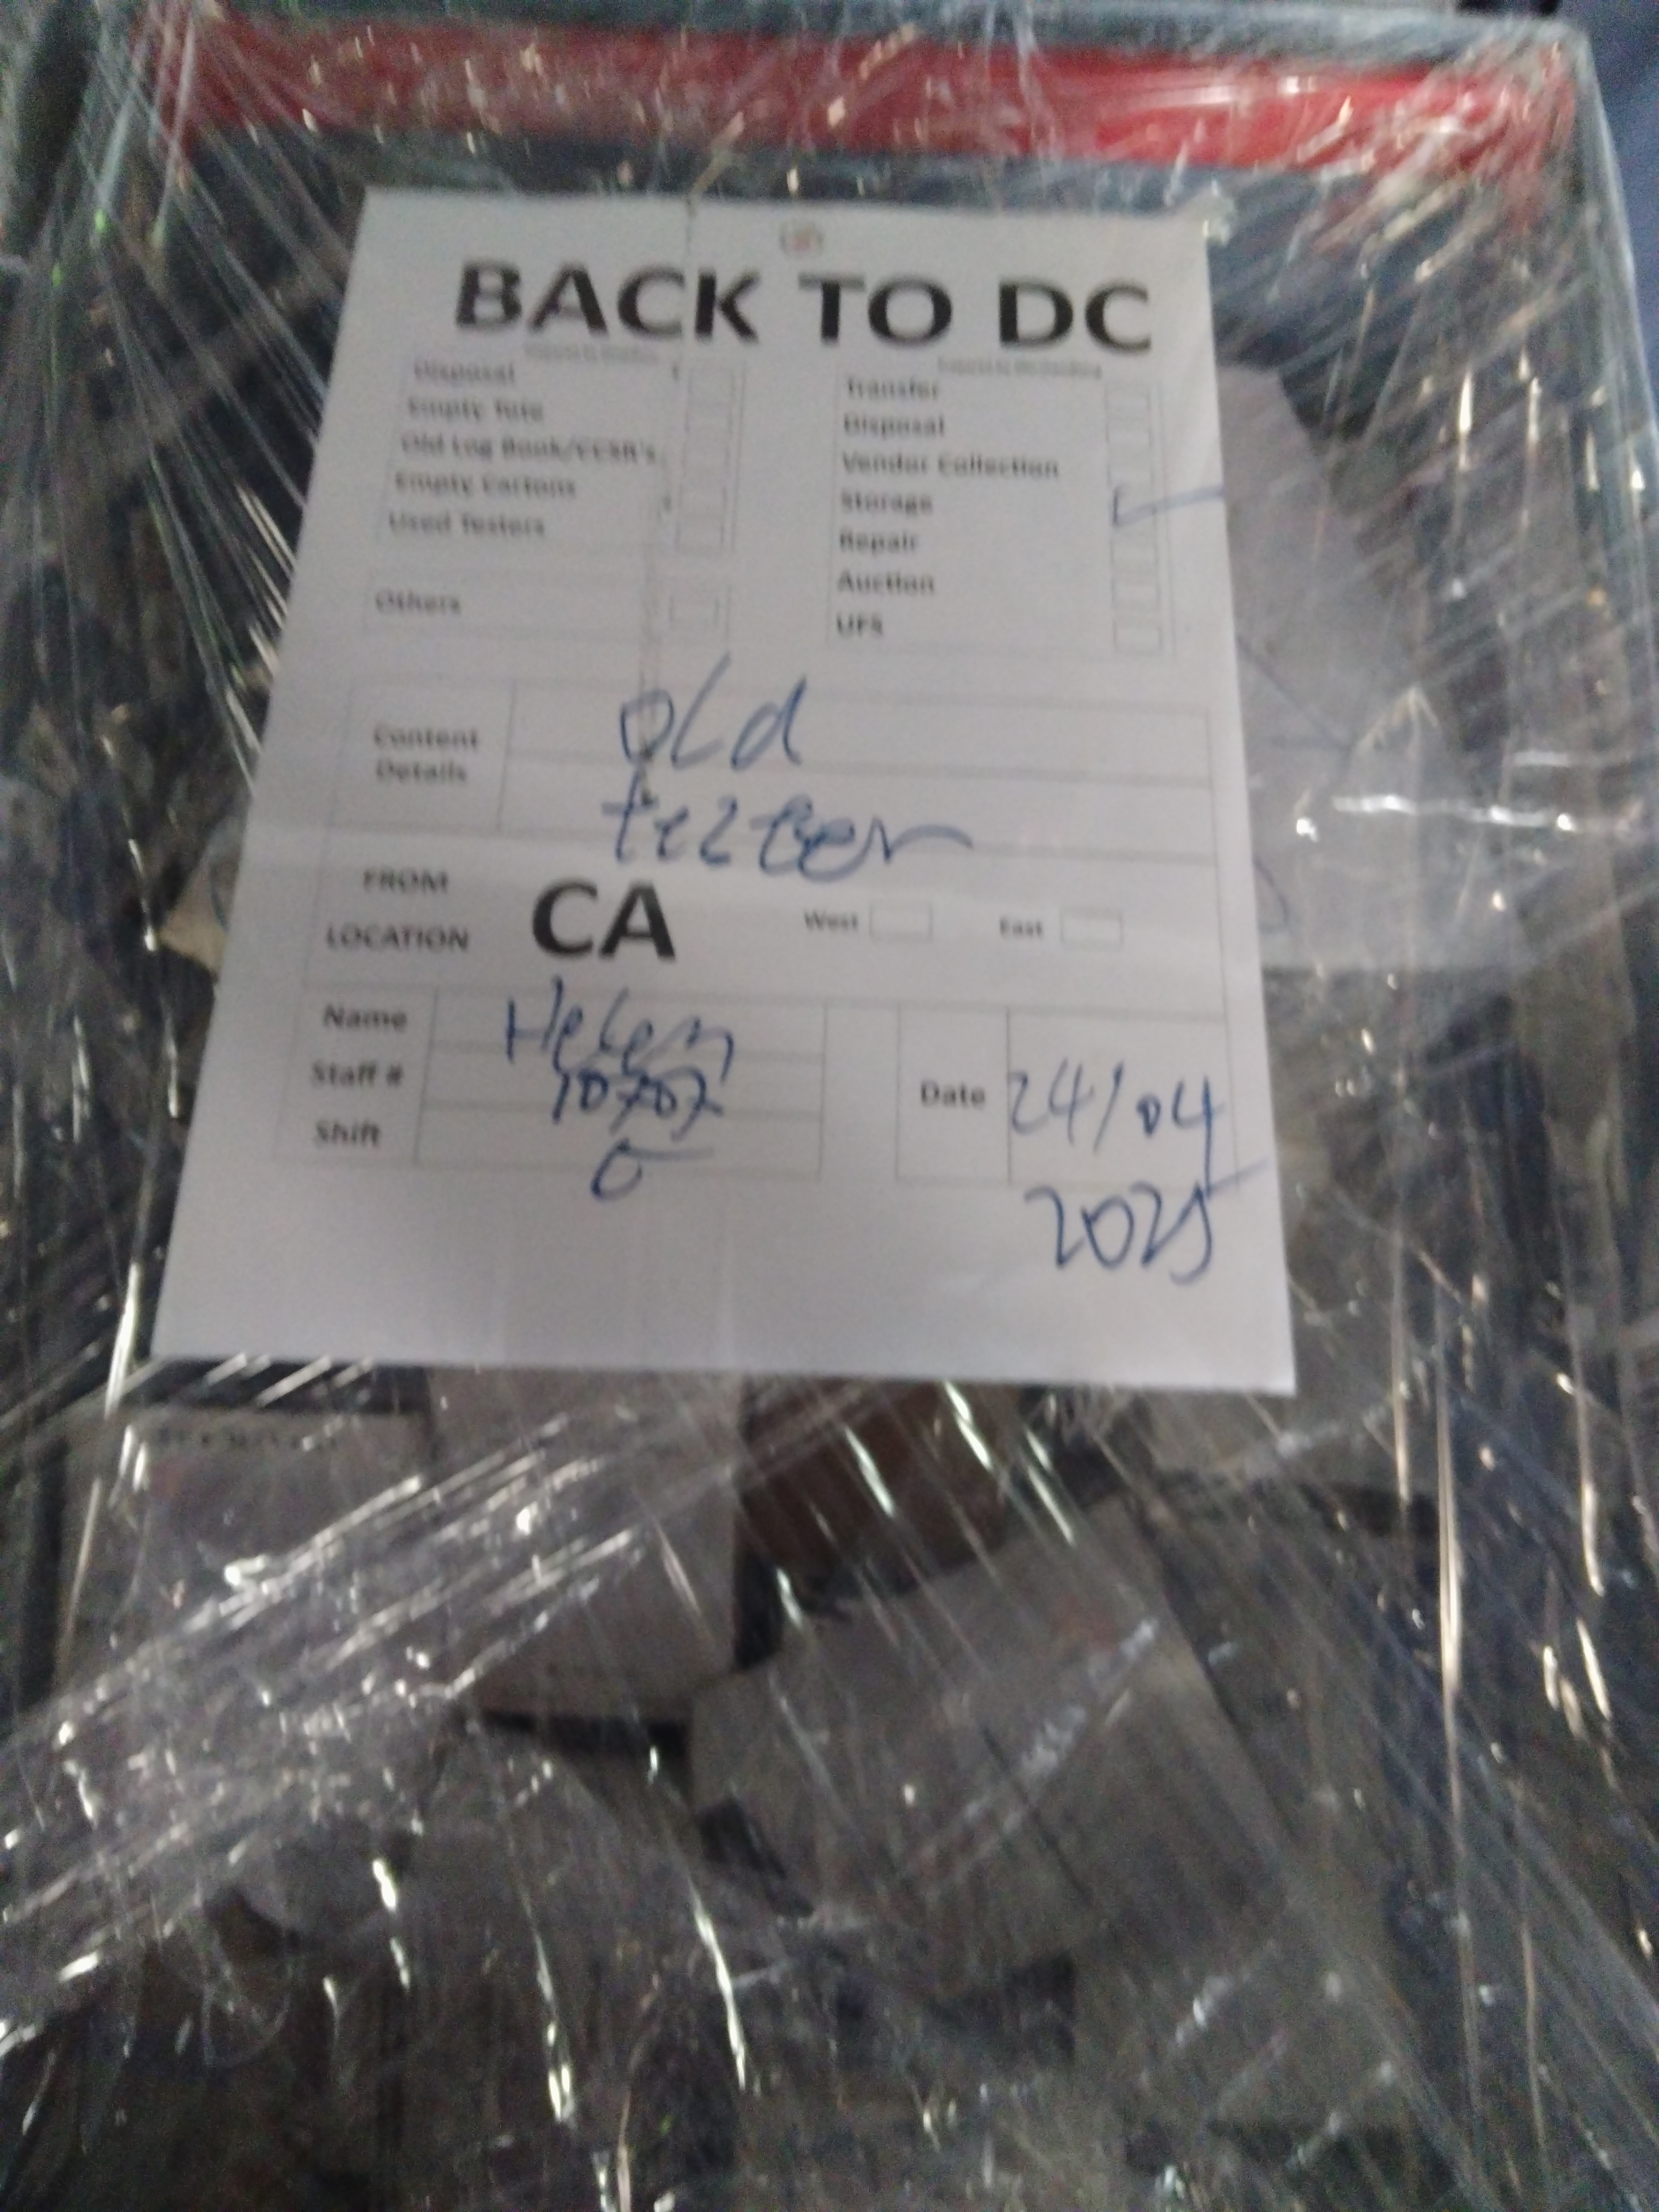 BACK TO DC
Disposal
Empty Tote
Old Log Book/CCSR's
Empty Cartons
Used Testers
Others
Transfer
Disposal
Vendor Collection
Storage
Repair
Auction
UFS
Content
Details
old
tezter
FROM
LOCATION
CA
West
East
Name
Helen
Staff #
10707
Shift
Date
24/04
2025